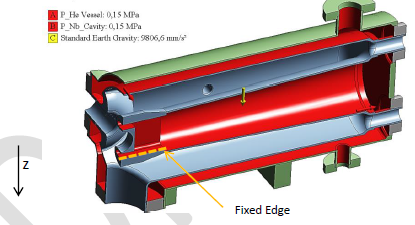 A P_He Vessel: 0,15 MPa
B P_Nb_Cavity: 0,15 MPa
C Standard Earth Gravity: 9806,6 mm/s²
Z
Fixed Edge